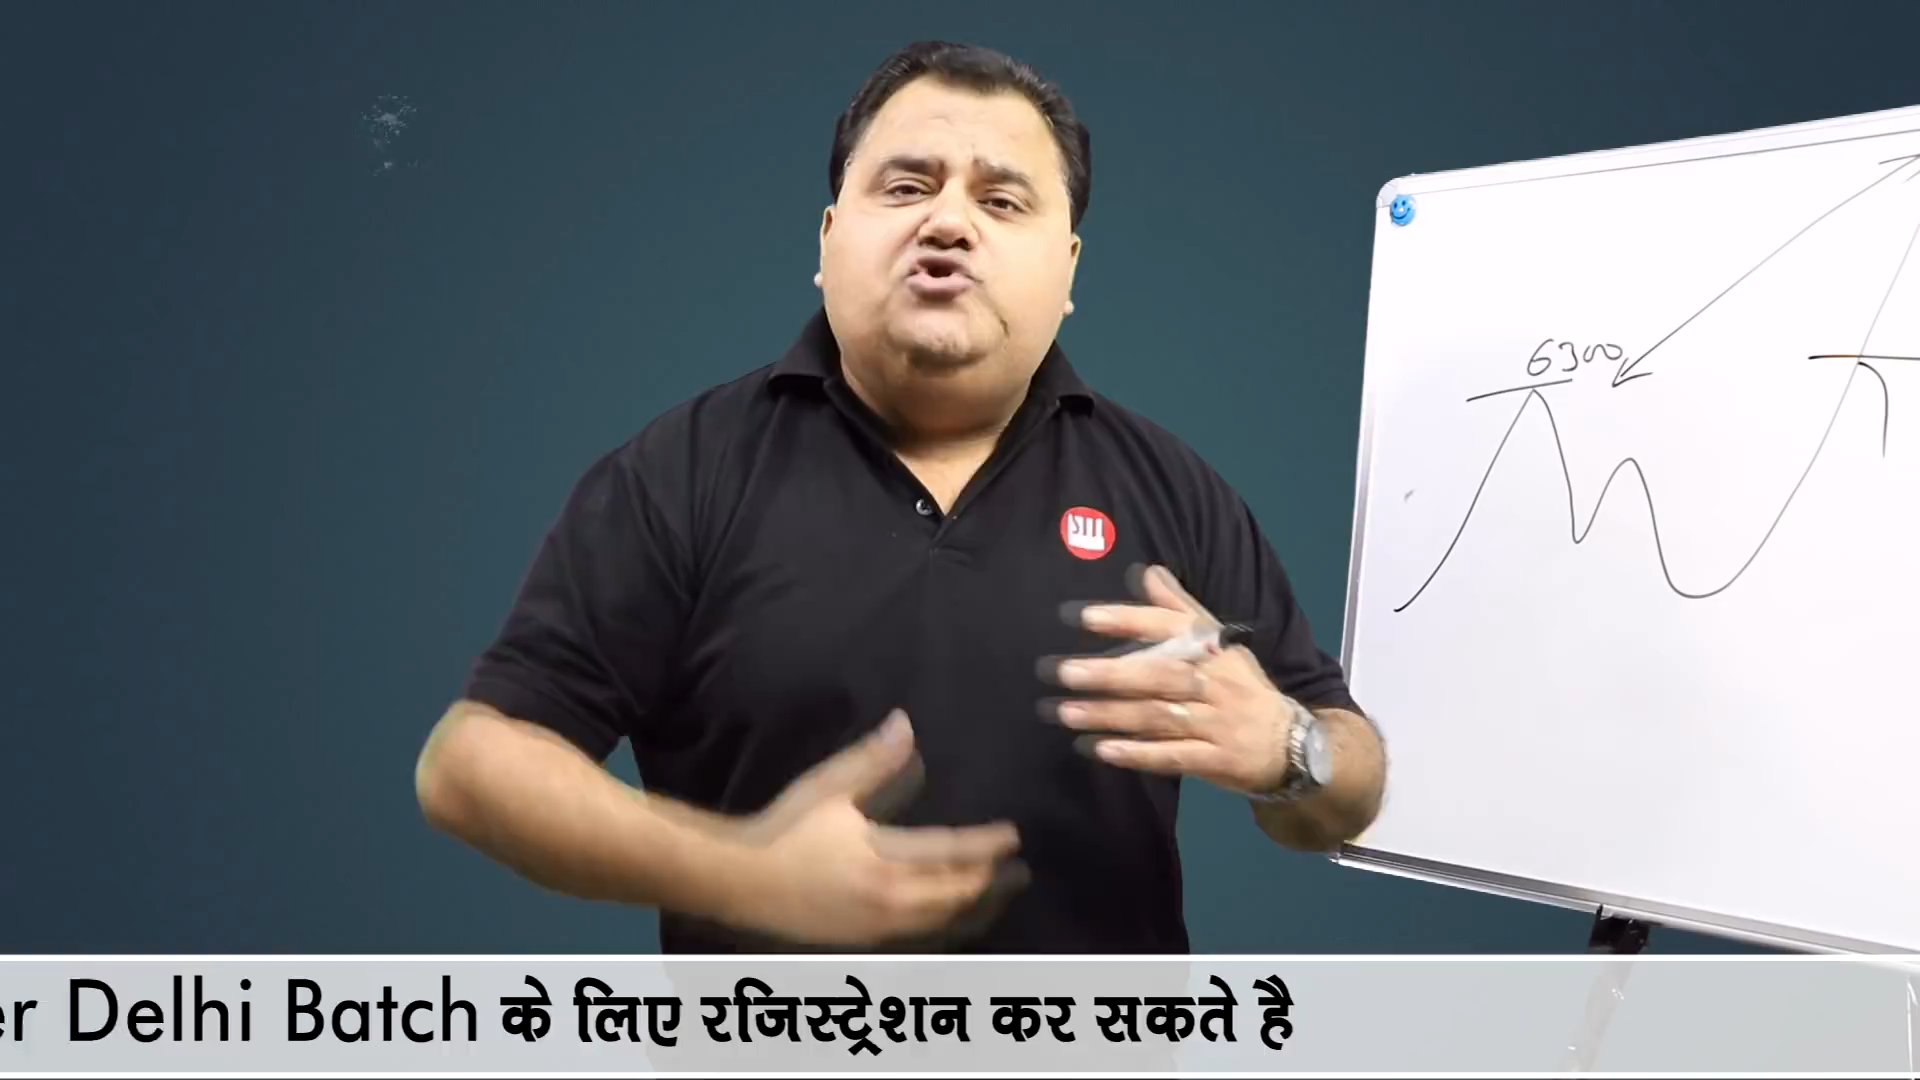 6300
er Delhi Batch के लिए रजिस्ट्रेशन कर सकते है